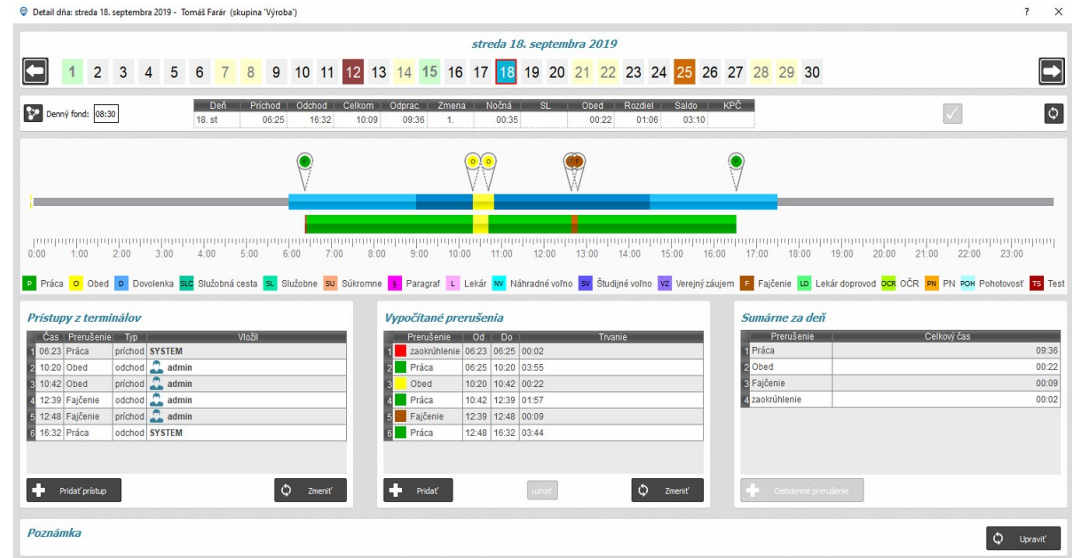 Detail dňa: streda 18. septembra 2019 - Tomáš Farár (skupina 'Výroba') ? ×
streda 18. septembra 2019
1 2 3 4 5 6 7 8 9 10 11 12 13 14 15 16 17 18 19 20 21 22 23 24 25 26 27 28 29 30
Denný fond: 08:30
Deň Príchod Odchod Celkom Odprac. Zmena Nočná SL Obed Rozdiel Saldo KPČ
18. st 06:25 16:32 10:09 09:36 1. 00:35 00:22 01:06 03:10
O O F P
0:00 1:00 2:00 3:00 4:00 5:00 6:00 7:00 8:00 9:00 10:00 11:00 12:00 13:00 14:00 15:00 16:00 17:00 18:00 19:00 20:00 21:00 22:00 23:00
P Práca O Obed D Dovolenka SLC Služobná cesta SL Služobne SU Súkromne § Paragraf L Lekár NV Náhradné voľno SV Študijné voľno VZ Verejný záujem F Fajčenie LD Lekár doprovod OCR OČR PN PN POH Pohotovosť TS Test
Prístupy z terminálov
Čas Prerušenie Typ Vložil
1 06:23 Práca príchod SYSTEM
2 10:20 Obed odchod admin
3 10:42 Obed príchod admin
4 12:39 Fajčenie odchod admin
5 12:48 Fajčenie príchod admin
6 16:32 Práca odchod SYSTEM
Pridať prístup Zmeniť
Vypočítané prerušenia
Prerušenie Od Do Trvanie
1 zaokrúhlenie 06:23 06:25 00:02
2 Práca 06:25 10:20 03:55
3 Obed 10:20 10:42 00:22
4 Práca 10:42 12:39 01:57
5 Fajčenie 12:39 12:48 00:09
6 Práca 12:48 16:32 03:44
Pridať uznať Zmeniť
Sumárne za deň
Prerušenie Celkový čas
1 Práca 09:36
2 Obed 00:22
3 Fajčenie 00:09
4 zaokrúhlenie 00:02
Celodenné prerušenie
Poznámka
Upraviť